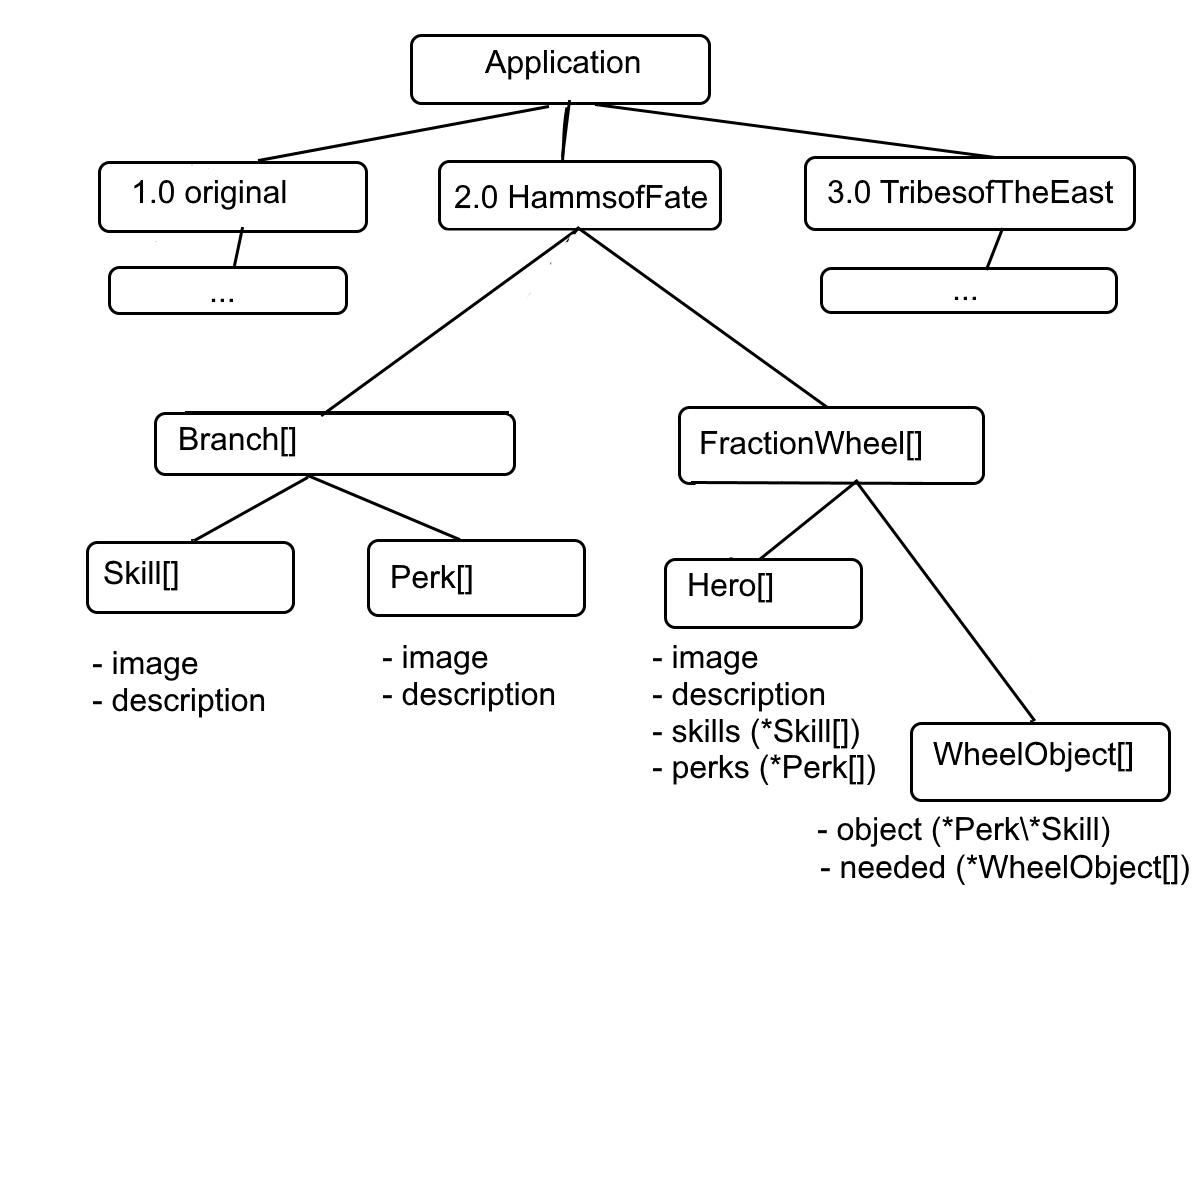 Application
1.0 original
2.0 HammsofFate
3.0 TribesofTheEast
...
...
Branch[]
FractionWheel[]
Skill[]
Perk[]
Hero[]
- image
- description
- image
- description
- image
- description
- skills (*Skill[])
- perks (*Perk[])
WheelObject[]
- object (*Perk\*Skill)
- needed (*WheelObject[])